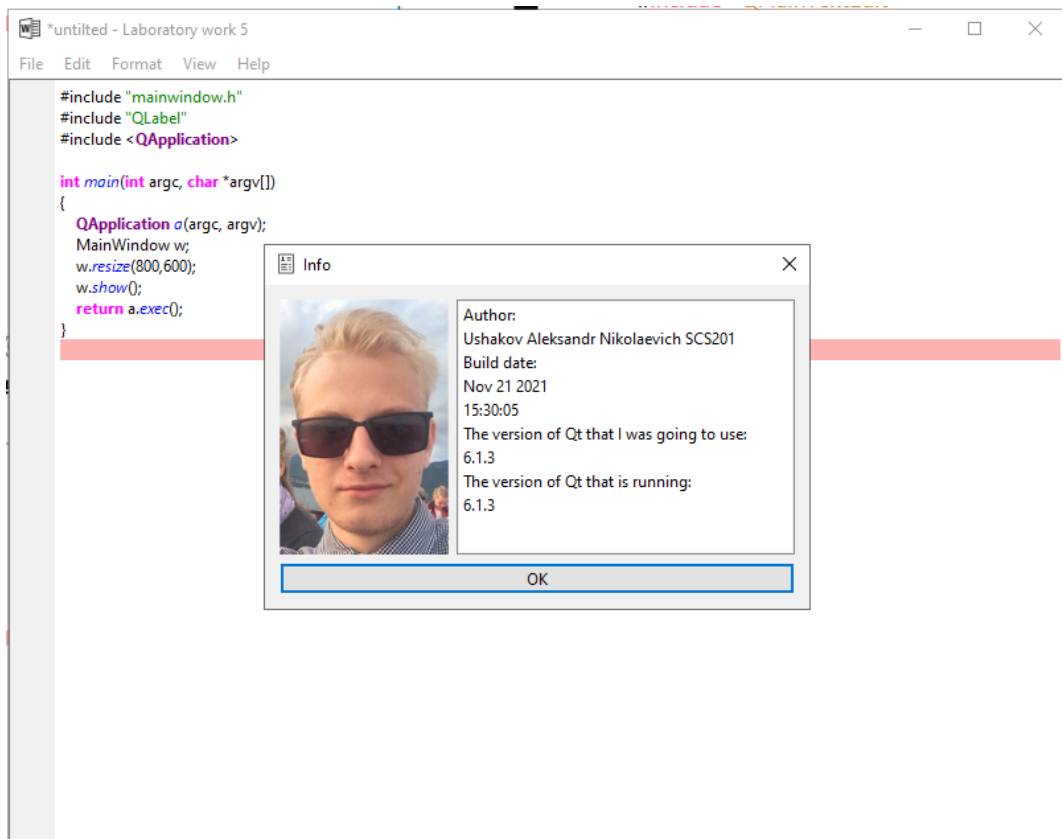 *untilted - Laboratory work 5
File Edit Format View Help
#include "mainwindow.h"
#include "QLabel"
#include <QApplication>
int main(int argc, char *argv[])
{
QApplication a(argc, argv);
MainWindow w;
w.resize(800,600);
w.show();
return a.exec();
}
Info
Author:
Ushakov Aleksandr Nikolaevich SCS201
Build date:
Nov 21 2021
15:30:05
The version of Qt that I was going to use:
6.1.3
The version of Qt that is running:
6.1.3
OK